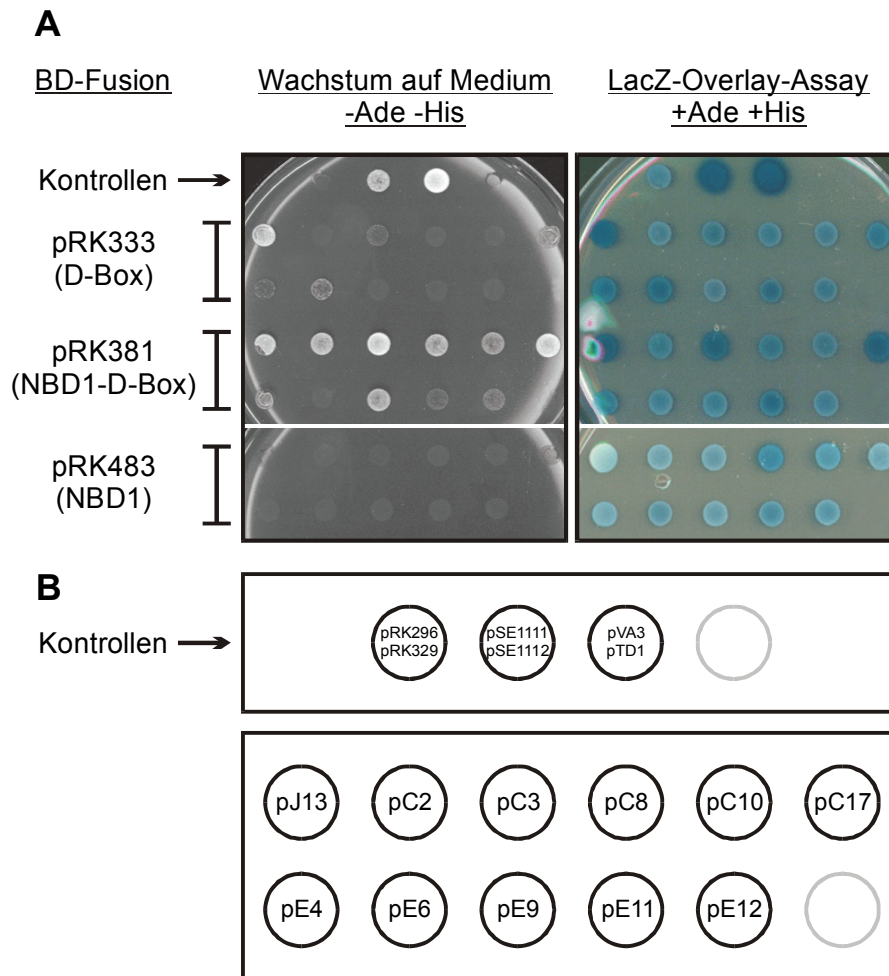 A
BD-Fusion
Wachstum auf Medium
-Ade -His
LacZ-Overlay-Assay
+Ade +His
Kontrollen
pRK333
(D-Box)
pRK381
(NBD1-D-Box)
pRK483
(NBD1)
B
Kontrollen
pRK296
pRK329
pSE1111
pSE1112
pVA3
pTD1
pJ13
pC2
pC3
pC8
pC10
pC17
pE4
pE6
pE9
pE11
pE12